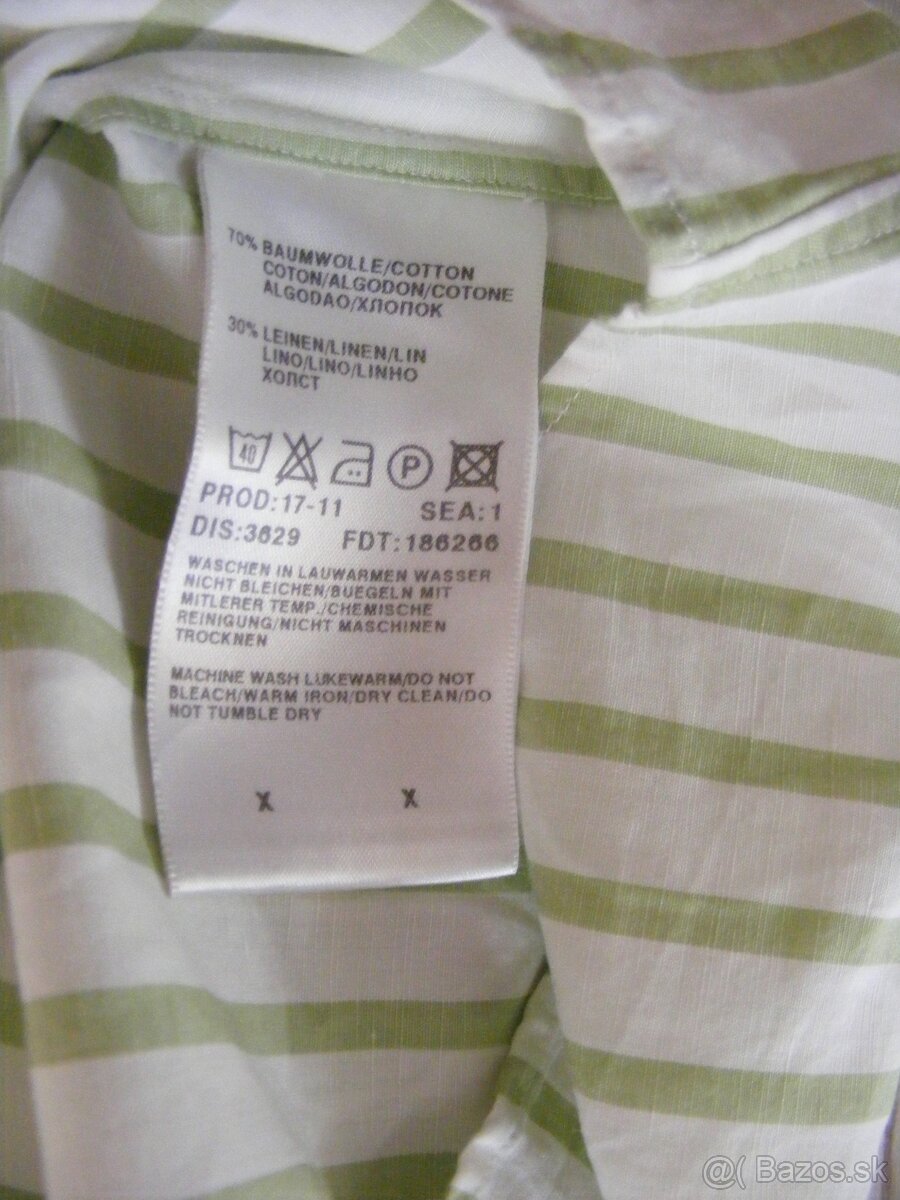 70% BAUMWOLLE/COTTON
COTON/ALGODON/COTONE
ALGODAO/ХЛОПОК
30% LEINEN/LINEN/LIN
LINO/LINO/LINHO
ХОЛСТ
40 P
PROD:17-11 SEA:1
DIS:3629 FDT:186266
WASCHEN IN LAUWARMEN WASSER
NICHT BLEICHEN/BUEGELN MIT
MITLERER TEMP./CHEMISCHE
REINIGUNG/NICHT MASCHINEN
TROCKNEN
MACHINE WASH LUKEWARM/DO NOT
BLEACH/WARM IRON/DRY CLEAN/DO
NOT TUMBLE DRY
X X
@( Bazos.sk